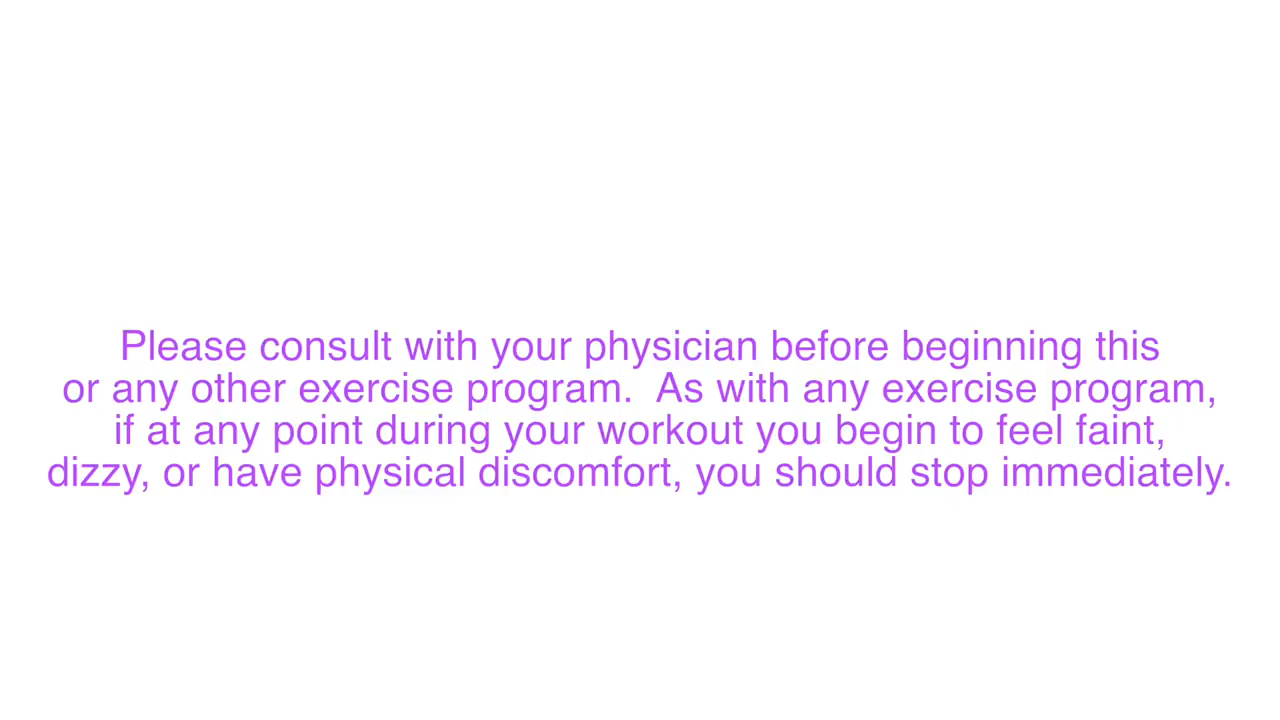 Please consult with your physician before beginning this
or any other exercise program.  As with any exercise program,
if at any point during your workout you begin to feel faint,
dizzy, or have physical discomfort, you should stop immediately.